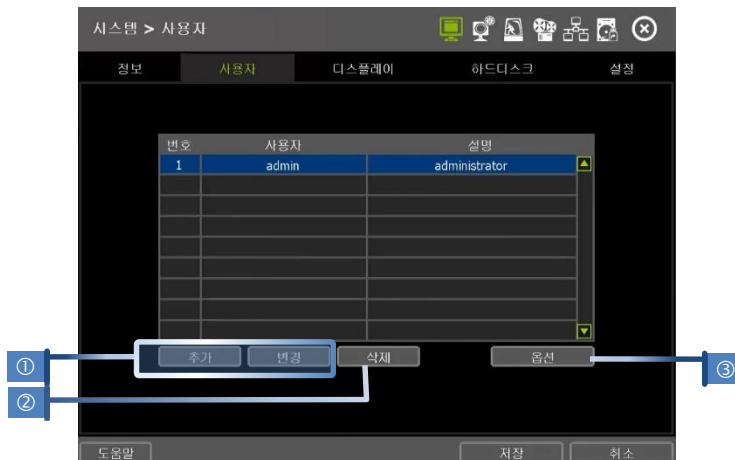 시스템 > 사용자
정보 사용자 디스플레이 하드디스크 설정
번호 사용자 설명
1 admin administrator
추가 변경 삭제 옵션
①
③
②
도움말 저장 취소